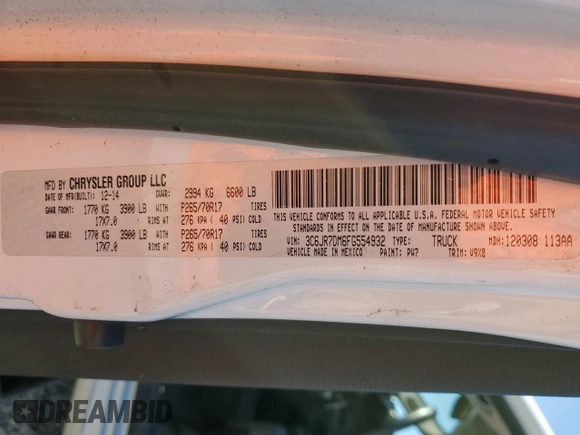 MFD BY CHRYSLER GROUP LLC
DATE OF MFR(BUILT): 12-14 GVWR: 2994 KG 6600 LB
GAWR FRONT: 1770 KG 3900 LB WITH P265/70R17 TIRES
17X7.0 RIMS AT 276 KPA ( 40 PSI) COLD
GAWR REAR: 1770 KG 3900 LB WITH P265/70R17 TIRES
17X7.0 RIMS AT 276 KPA ( 40 PSI) COLD
THIS VEHICLE CONFORMS TO ALL APPLICABLE U.S.A. FEDERAL MOTOR VEHICLE SAFETY
STANDARDS IN EFFECT ON THE DATE OF MANUFACTURE SHOWN ABOVE.
VIN: 3C6JR7DM6FG554932 TYPE: TRUCK MDH: 120308 113AA
VEHICLE MADE IN MEXICO PAINT: PW7 TRIM: V9X8
DREAMBID